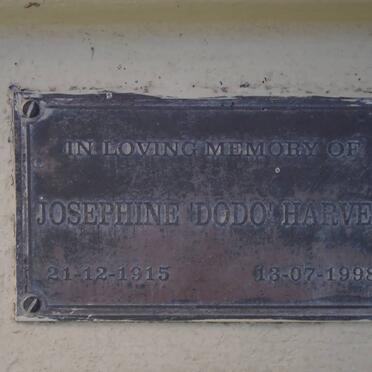 IN LOVING MEMORY OF
JOSEPHINE 'DODO' HARVE
21-12-1915 13-07-1998